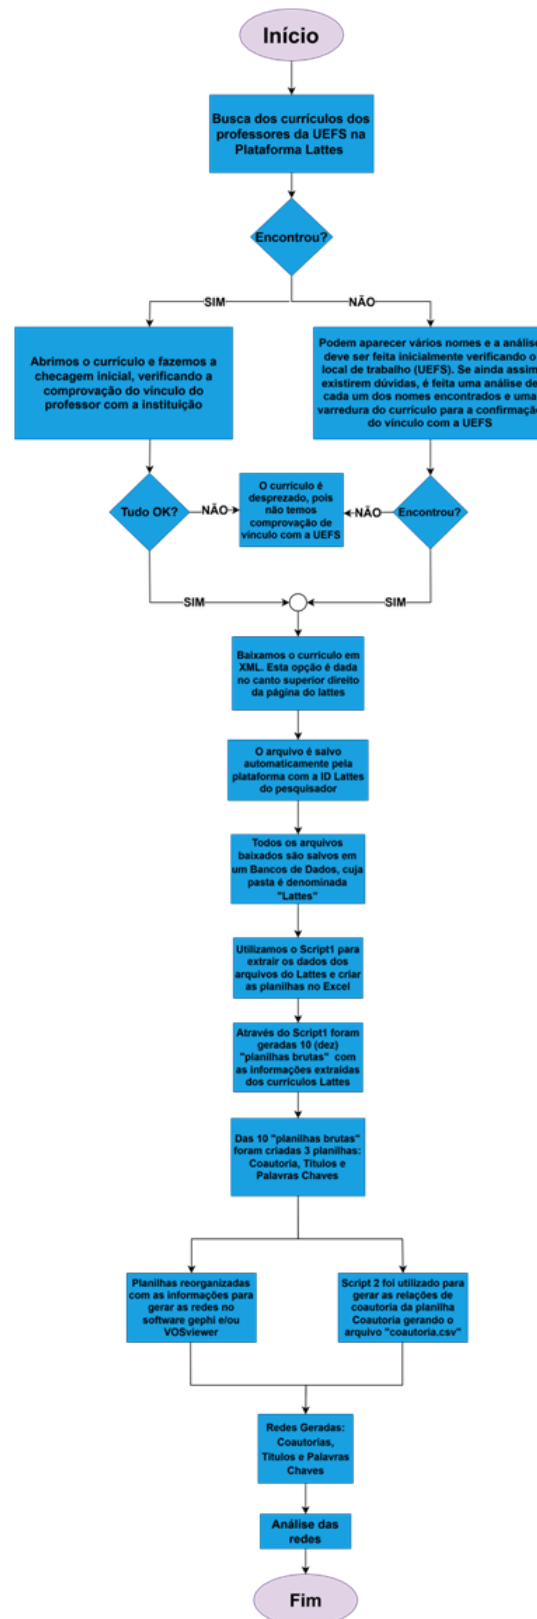 Início
Busca dos currículos dos
professores da UEFS na
Plataforma Lattes
Encontrou?
SIM
NÃO
Abrimos o currículo e fazemos a
checagem inicial, verificando a
comprovação do vínculo do
professor com a instituição
Podem aparecer vários nomes e a análise
deve ser feita inicialmente verificando o
local de trabalho (UEFS). Se ainda assim
existirem dúvidas, é feita uma análise de
cada um dos nomes encontrados e uma
varredura do currículo para a confirmação
do vínculo com a UEFS
Tudo OK?
NÃO
O currículo é
desprezado, pois
não temos
comprovação de
vínculo com a UEFS
NÃO
Encontrou?
SIM
SIM
Baixamos o currículo em
XML. Esta opção é dada
no canto superior direito
da página do lattes
O arquivo é salvo
automaticamente pela
plataforma com a ID Lattes
do pesquisador
Todos os arquivos
baixados são salvos em
um Bancos de Dados, cuja
pasta é denominada
"Lattes"
Utilizamos o Script1 para
extrair os dados dos
arquivos do Lattes e criar
as planilhas no Excel
Através do Script1 foram
geradas 10 (dez)
"planilhas brutas" com
as informações extraídas
dos currículos Lattes
Das 10 "planilhas brutas"
foram criadas 3 planilhas:
Coautoria, Títulos e
Palavras Chaves
Planilhas reorganizadas
com as informações para
gerar as redes no
software gephi e/ou
VOSviewer
Script 2 foi utilizado para
gerar as relações de
coautoria da planilha
Coautoria gerando o
arquivo "coautoria.csv"
Redes Geradas:
Coautorias,
Títulos e Palavras
Chaves
Análise das
redes
Fim